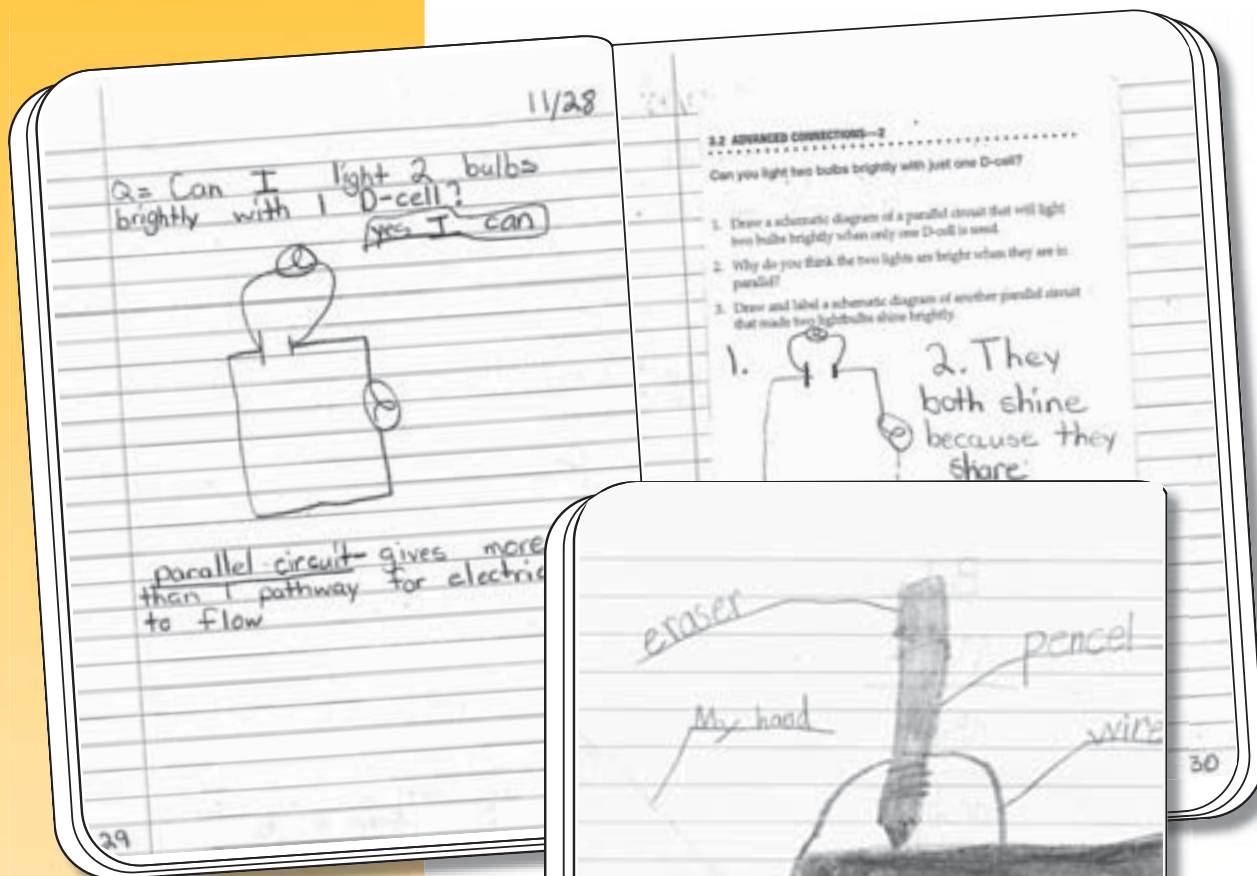 11/28
Q= Can I light 2 bulbs
brightly with 1 D-cell?
yes I can
parallel circuit- gives more
than 1 pathway for electric
to flow
29
3.2 ADVANCED CONNECTIONS—2
Can you light two bulbs brightly with just one D-cell?
1. Draw a schematic diagram of a parallel circuit that will light
two bulbs brightly when only one D-cell is used.
2. Why do you think the two lights are bright when they are in
parallel?
3. Draw and label a schematic diagram of another parallel circuit
that made two lightbulbs shine brightly.
1.
2. They
both shine
because they
share
30
eraser
pencel
My hand
wire